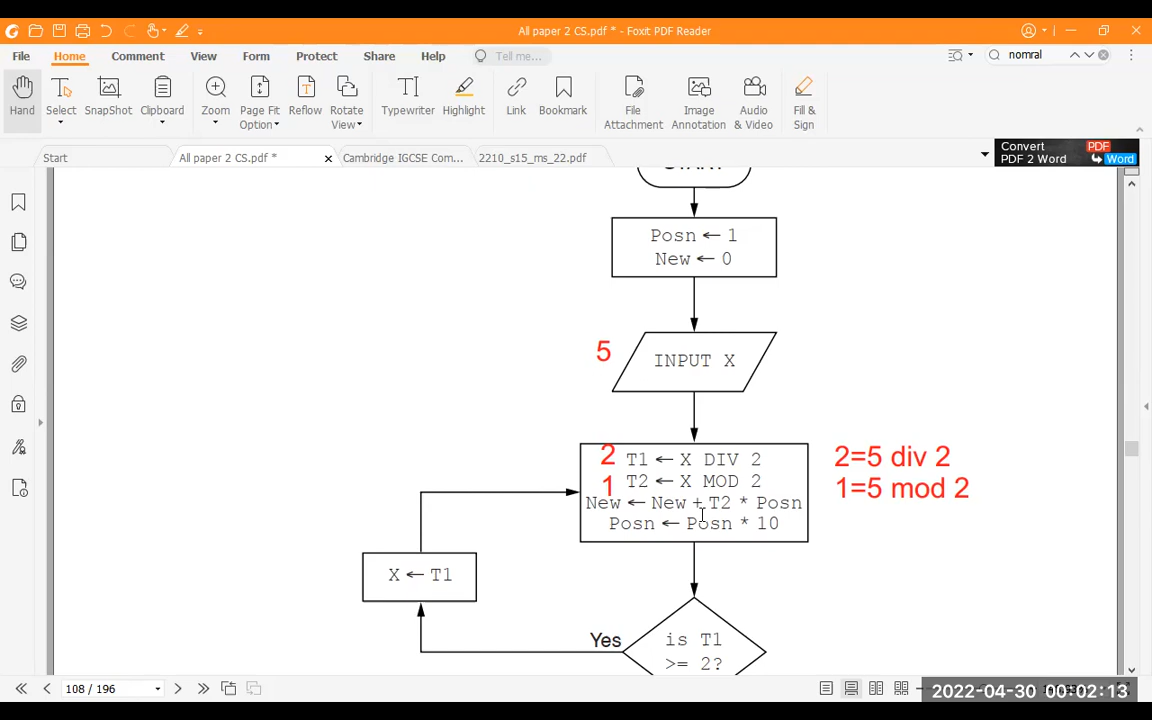 All paper 2 CS.pdf * - Foxit PDF Reader
File Home Comment View Form Protect Share Help Tell me... nomral
Hand Select SnapShot Clipboard Zoom Page Fit Option Reflow Rotate View Typewriter Highlight Link Bookmark File Attachment Image Annotation Audio & Video Fill & Sign
Start All paper 2 CS.pdf * Cambridge IGCSE Com... 2210_s15_ms_22.pdf
Convert PDF
PDF 2 Word Word
Posn ← 1
New ← 0
5
INPUT X
2 T1 ← X DIV 2 2=5 div 2
1 T2 ← X MOD 2 1=5 mod 2
New ← New + T2 * Posn
Posn ← Posn * 10
X ← T1
Yes
is T1
>= 2?
108 / 196
2022-04-30 00:02:13